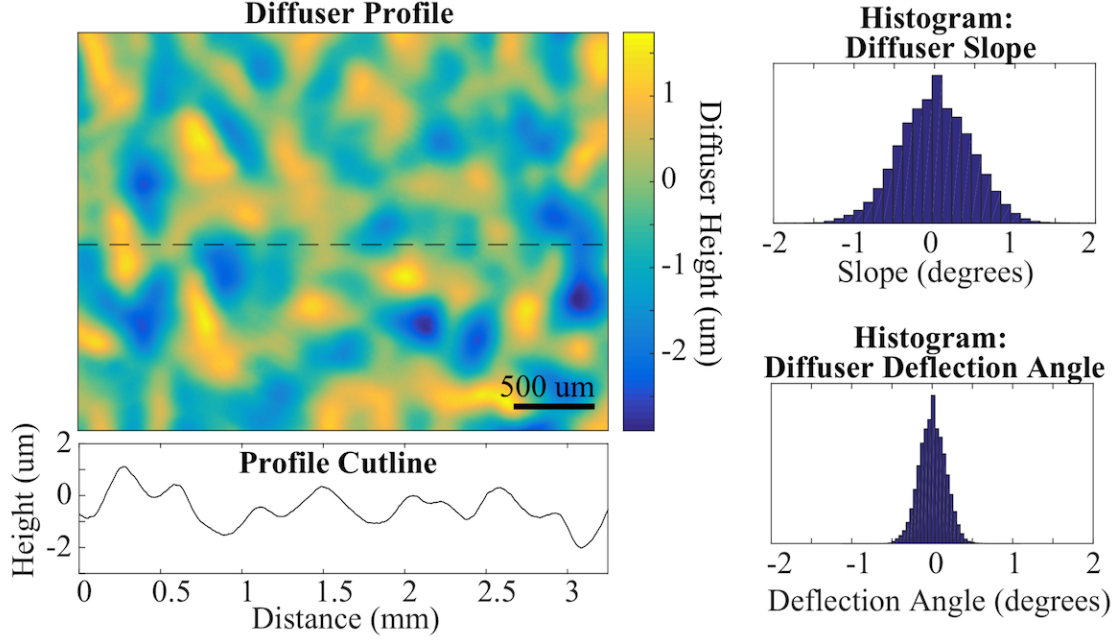 Diffuser Profile
500 um
1
0
-1
-2
Diffuser Height (um)
Profile Cutline
2
0
-2
Height (um)
0 0.5 1 1.5 2 2.5 3
Distance (mm)
Histogram:
Diffuser Slope
-2 -1 0 1 2
Slope (degrees)
Histogram:
Diffuser Deflection Angle
-2 -1 0 1 2
Deflection Angle (degrees)